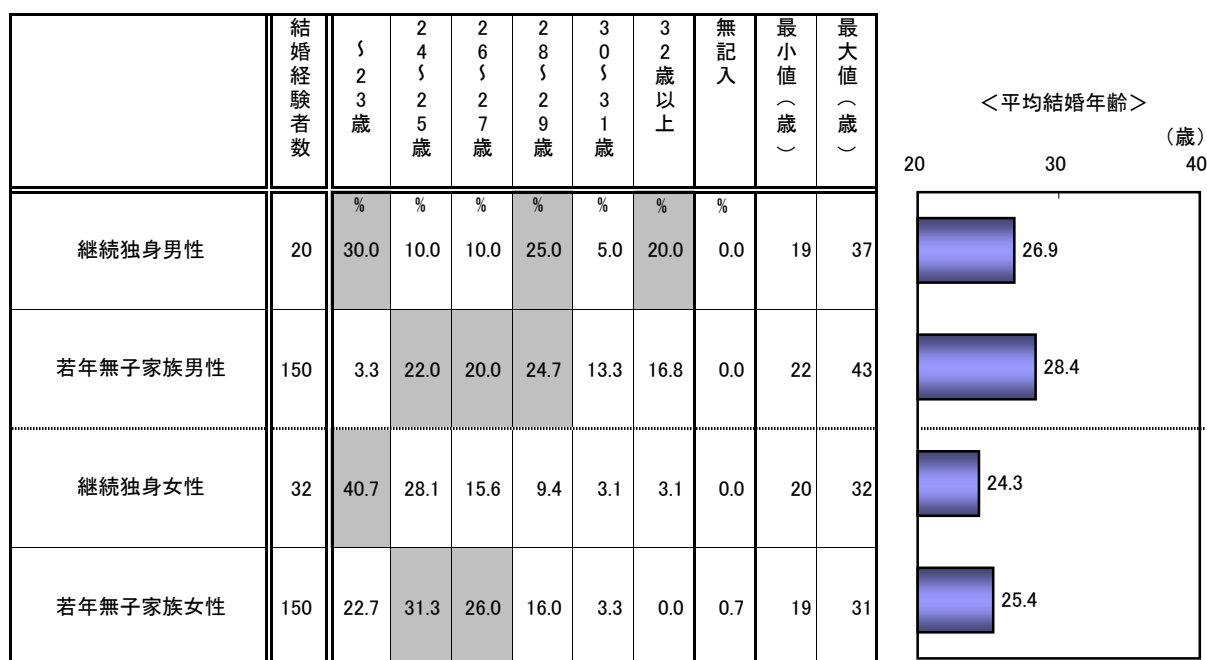 結婚経験者数 〜23歳 24〜25歳 26〜27歳 28〜29歳 30〜31歳 32歳以上 無記入 最小値（歳） 最大値（歳）
% % % % % % %
継続独身男性 20 30.0 10.0 10.0 25.0 5.0 20.0 0.0 19 37
若年無子家族男性 150 3.3 22.0 20.0 24.7 13.3 16.8 0.0 22 43
継続独身女性 32 40.7 28.1 15.6 9.4 3.1 3.1 0.0 20 32
若年無子家族女性 150 22.7 31.3 26.0 16.0 3.3 0.0 0.7 19 31
＜平均結婚年齢＞
（歳）
20 30 40
26.9
28.4
24.3
25.4